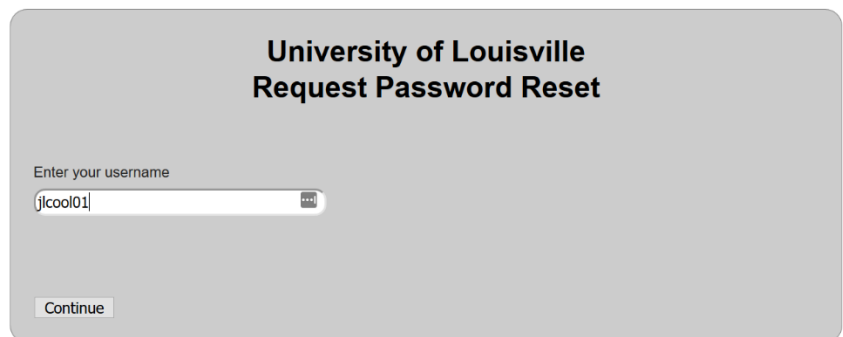 University of Louisville
Request Password Reset
Enter your username
jlcool01
Continue